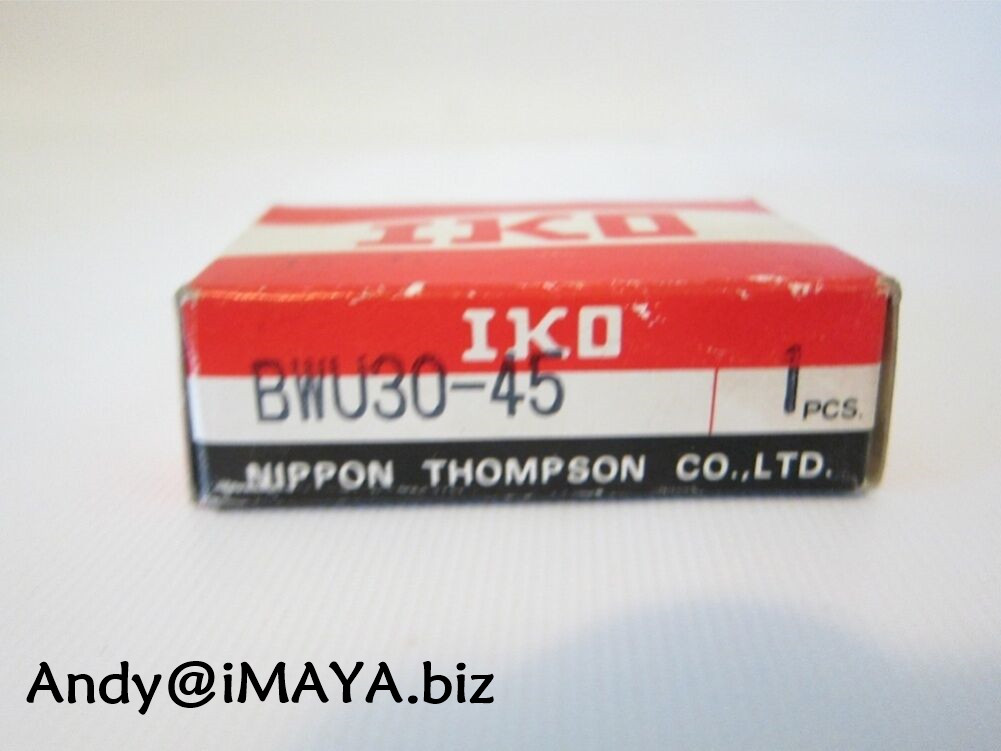 IKO
IKO
BWU30-45
1 PCS.
NIPPON THOMPSON CO.,LTD.
Andy@iMAYA.biz